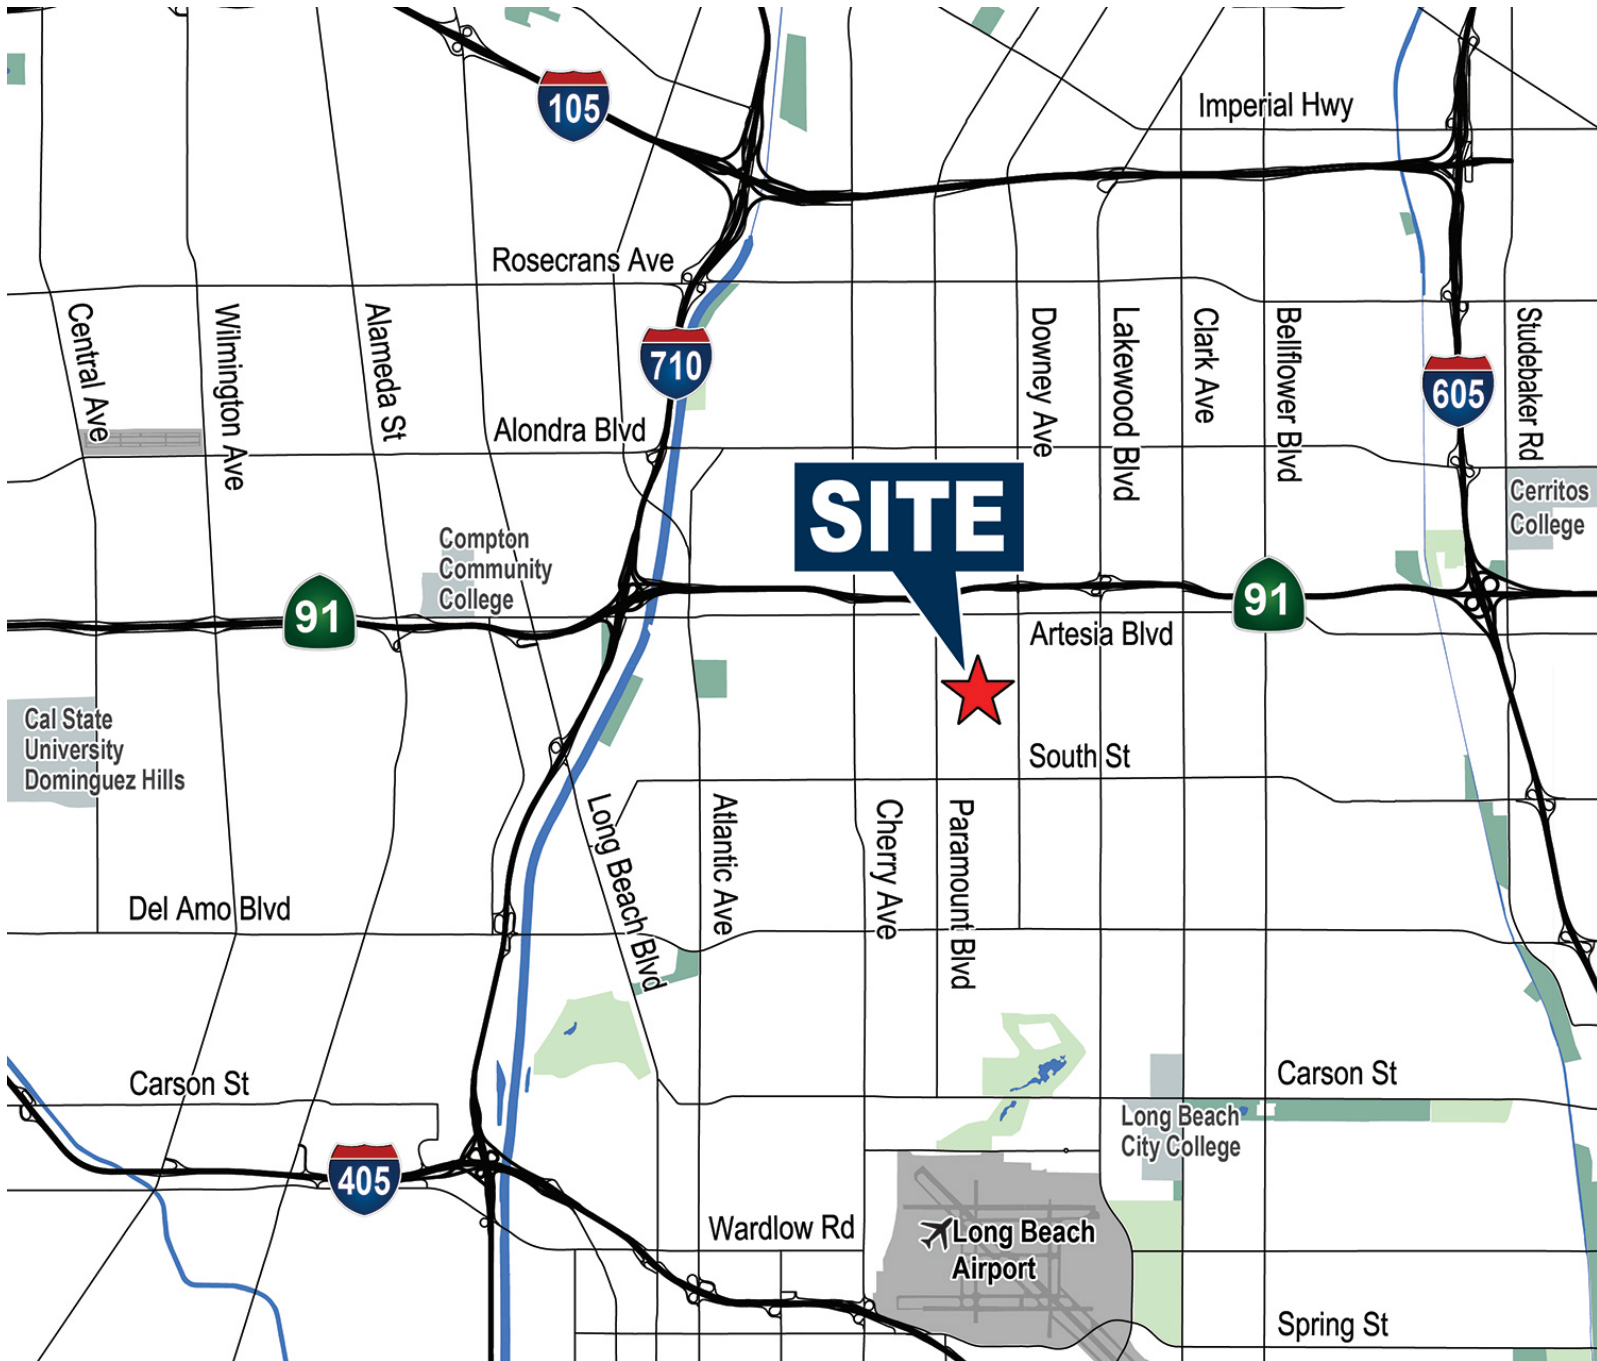 105
Imperial Hwy
Rosecrans Ave
Central Ave
Wilmington Ave
Alameda St
710
Downey Ave
Lakewood Blvd
Clark Ave
Bellflower Blvd
605
Studebaker Rd
Alondra Blvd
SITE
Cerritos
College
Compton
Community
College
91
91
Artesia Blvd
Cal State
University
Dominguez Hills
South St
Long Beach Blvd
Atlantic Ave
Cherry Ave
Paramount Blvd
Del Amo Blvd
Carson St
Carson St
Long Beach
City College
405
Wardlow Rd
Long Beach
Airport
Spring St